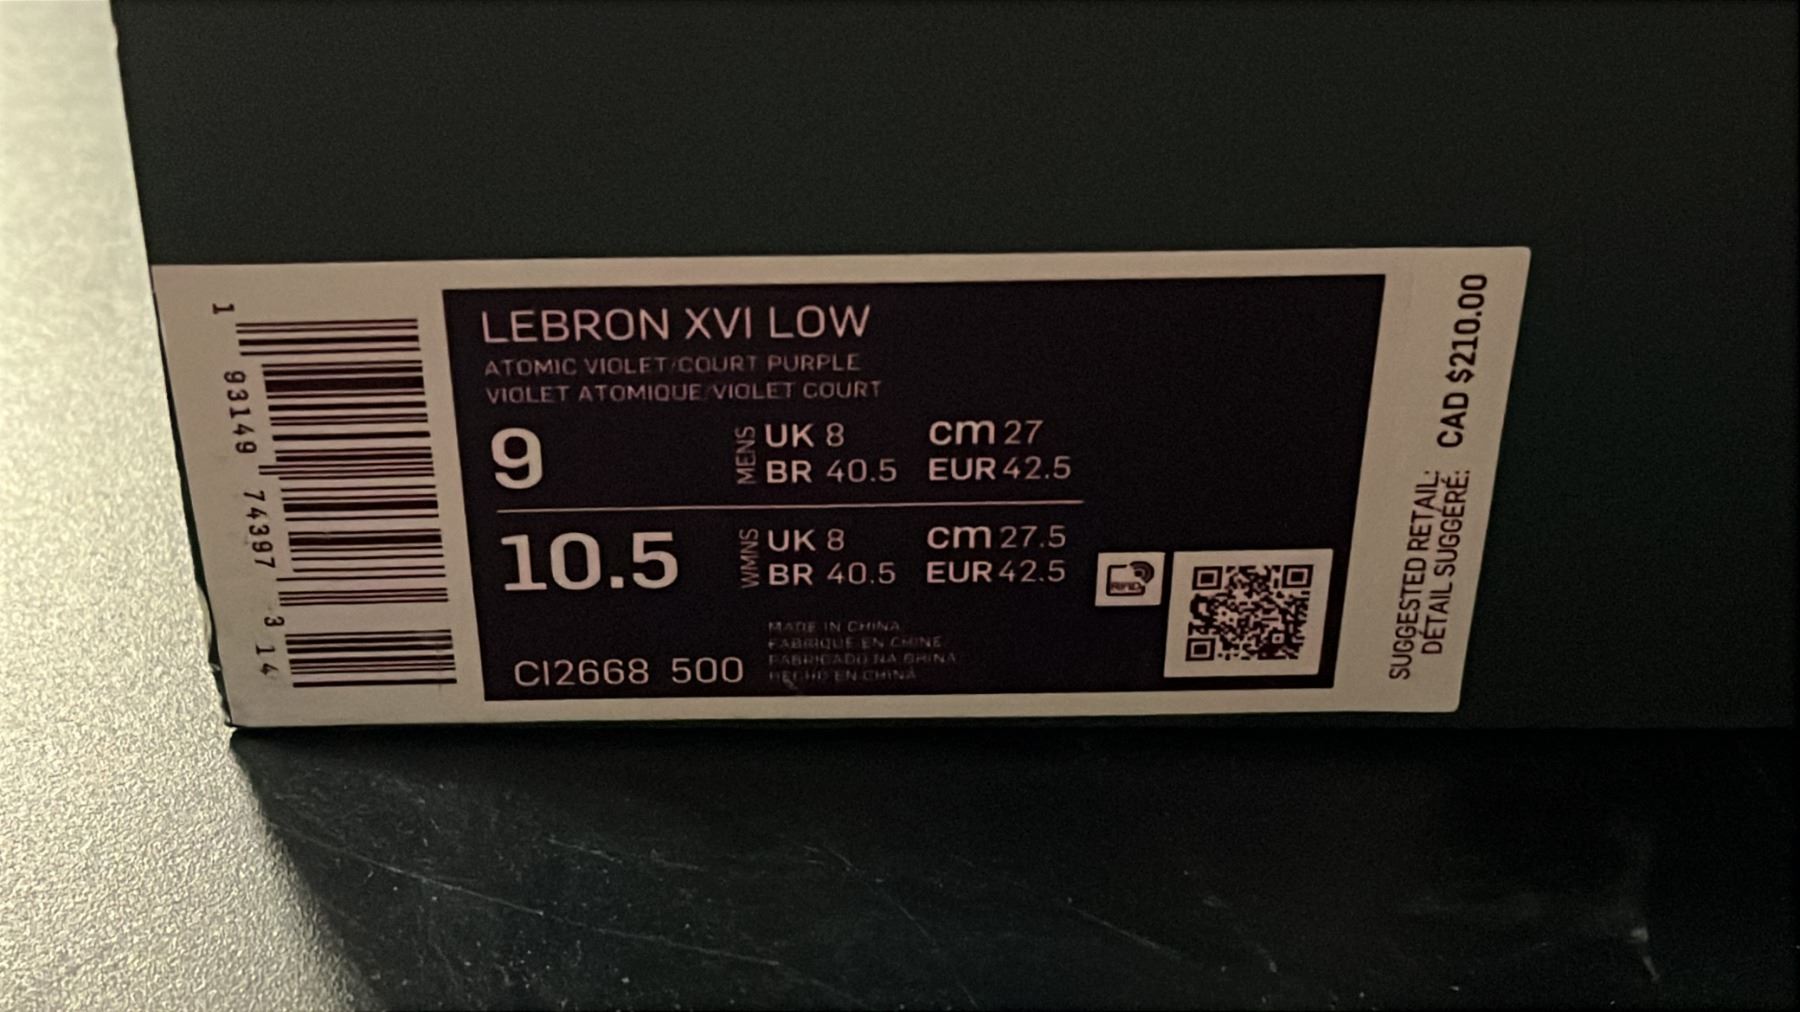 1 93149 74397 3 14
LEBRON XVI LOW
ATOMIC VIOLET/COURT PURPLE
VIOLET ATOMIQUE/VIOLET COURT
9
MENS
UK 8 cm 27
BR 40.5 EUR 42.5
10.5
WMNS
UK 8 cm 27.5
BR 40.5 EUR 42.5
RFID
MADE IN CHINA
FABRIQUÉ EN CHINE
FABRICADO NA CHINA
HECHO EN CHINA
CI2668 500
SUGGESTED RETAIL: CAD $210.00
DÉTAIL SUGGÉRÉ: